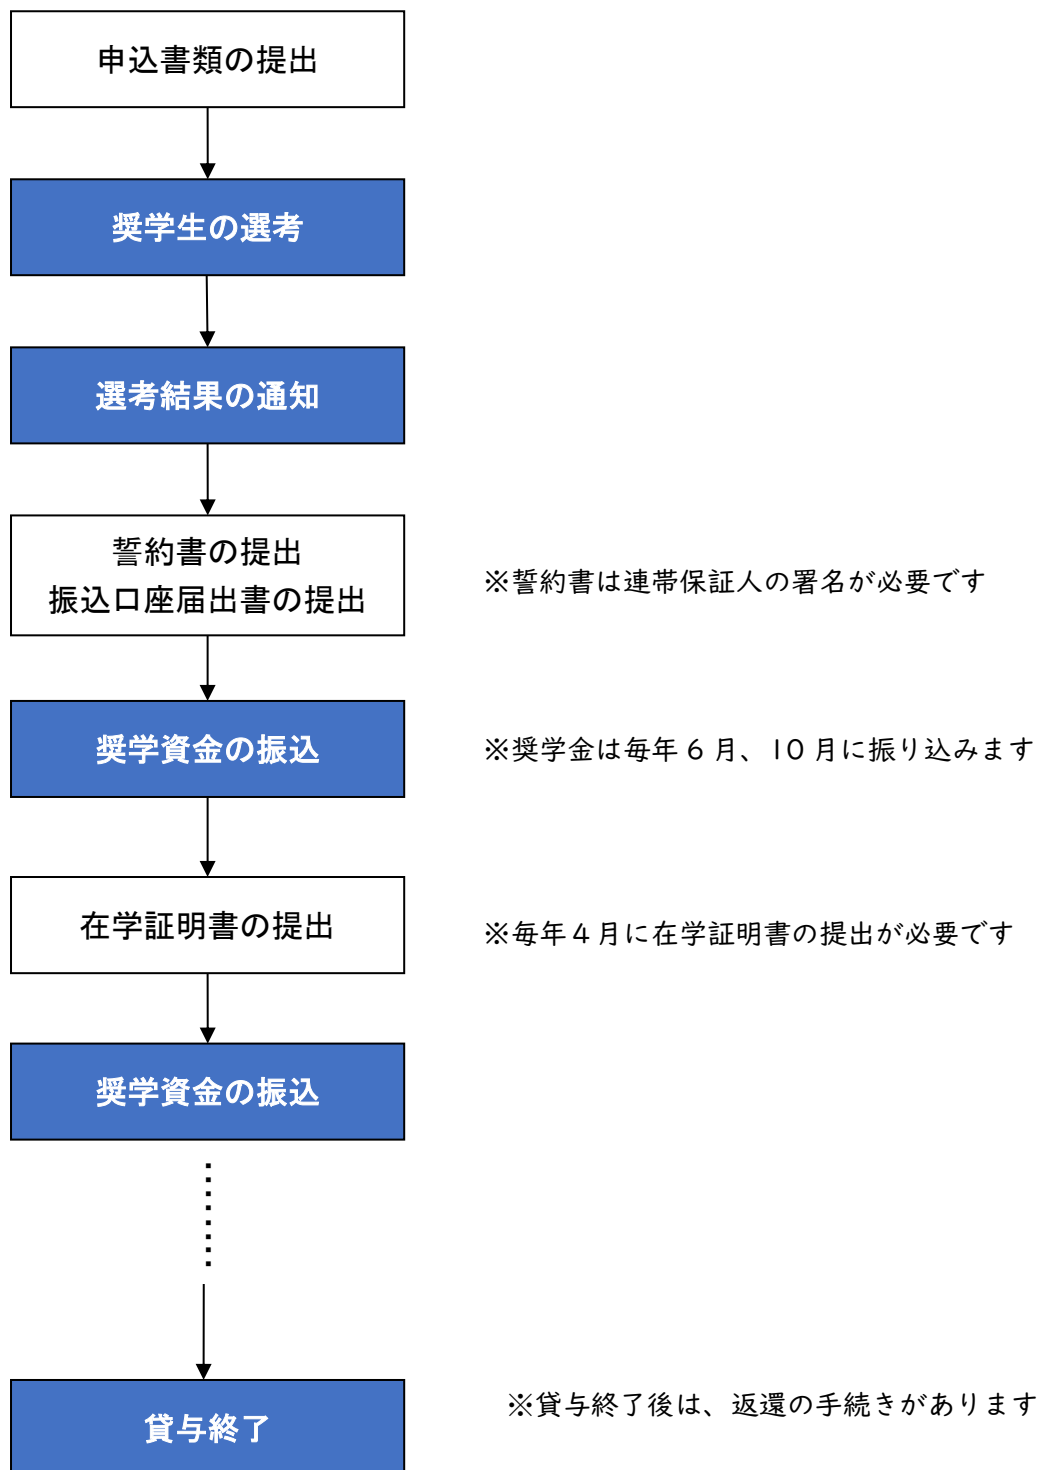 申込書類の提出
奨学生の選考
選考結果の通知
誓約書の提出
振込口座届出書の提出
※誓約書は連帯保証人の署名が必要です
奨学資金の振込
※奨学金は毎年6月、10月に振り込みます
在学証明書の提出
※毎年4月に在学証明書の提出が必要です
奨学資金の振込
貸与終了
※貸与終了後は、返還の手続きがあります